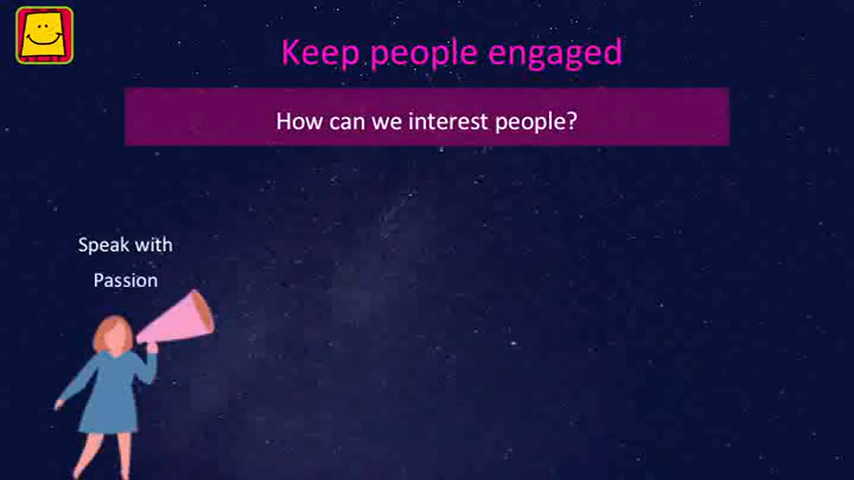 Keep people engaged
How can we interest people?
Speak with
Passion